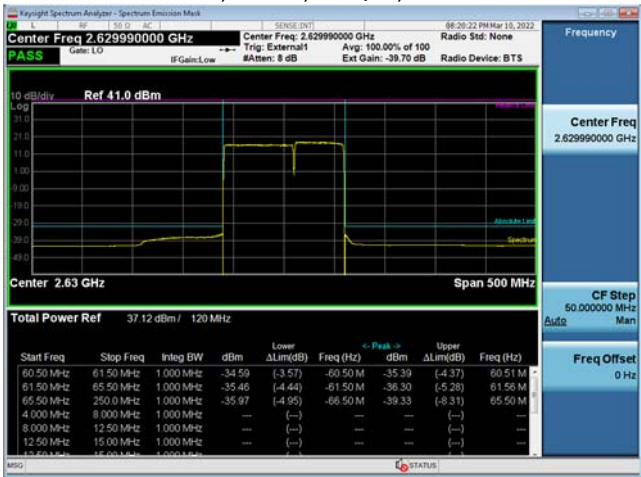 Keysight Spectrum Analyzer - Spectrum Emission Mask
L RF 50 Ω AC SENSE:INT 08:20:22 PM Mar 10, 2022
Center Freq 2.629990000 GHz Center Freq: 2.629990000 GHz Radio Std: None Frequency
PASS Gate: LO IFGain:Low Trig: External1 Avg: 100.00% of 100
#Atten: 8 dB Ext Gain: -39.70 dB Radio Device: BTS
10 dB/div Ref 41.0 dBm
Log
31.0
21.0
11.0
1.00
-9.00
-19.0
-29.0 Absolute Limit
-39.0 Spectrum
-49.0
Center 2.63 GHz Span 500 MHz
Center Freq
2.629990000 GHz
CF Step
50.000000 MHz
Auto Man
Freq Offset
0 Hz
Total Power Ref 37.12 dBm / 120 MHz
Lower <- Peak -> Upper
Start Freq Stop Freq Integ BW dBm ΔLim(dB) Freq (Hz) dBm ΔLim(dB) Freq (Hz)
60.50 MHz 61.50 MHz 1.000 MHz -34.59 (-3.57) -60.50 M -35.39 (-4.37) 60.51 M
61.50 MHz 65.50 MHz 1.000 MHz -35.46 (-4.44) -61.50 M -36.30 (-5.28) 61.56 M
65.50 MHz 250.0 MHz 1.000 MHz -35.97 (-4.95) -66.50 M -39.33 (-8.31) 65.50 M
4.000 MHz 8.000 MHz 1.000 MHz --- (---) --- --- (---) ---
8.000 MHz 12.50 MHz 1.000 MHz --- (---) --- --- (---) ---
12.50 MHz 15.00 MHz 1.000 MHz --- (---) --- --- (---) ---
MSG STATUS